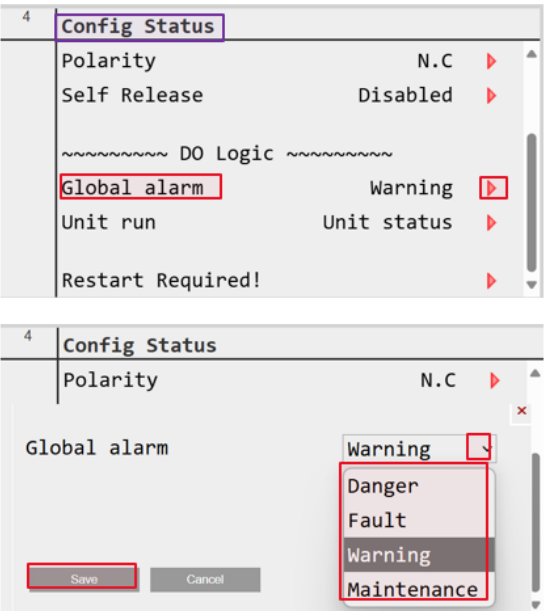 4
Config Status
Polarity N.C
Self Release Disabled
~~~~~~~~~ DO Logic ~~~~~~~~~
Global alarm Warning
Unit run Unit status
Restart Required!
4
Config Status
Polarity N.C
Global alarm Warning
Danger
Fault
Warning
Save Cancel
Maintenance